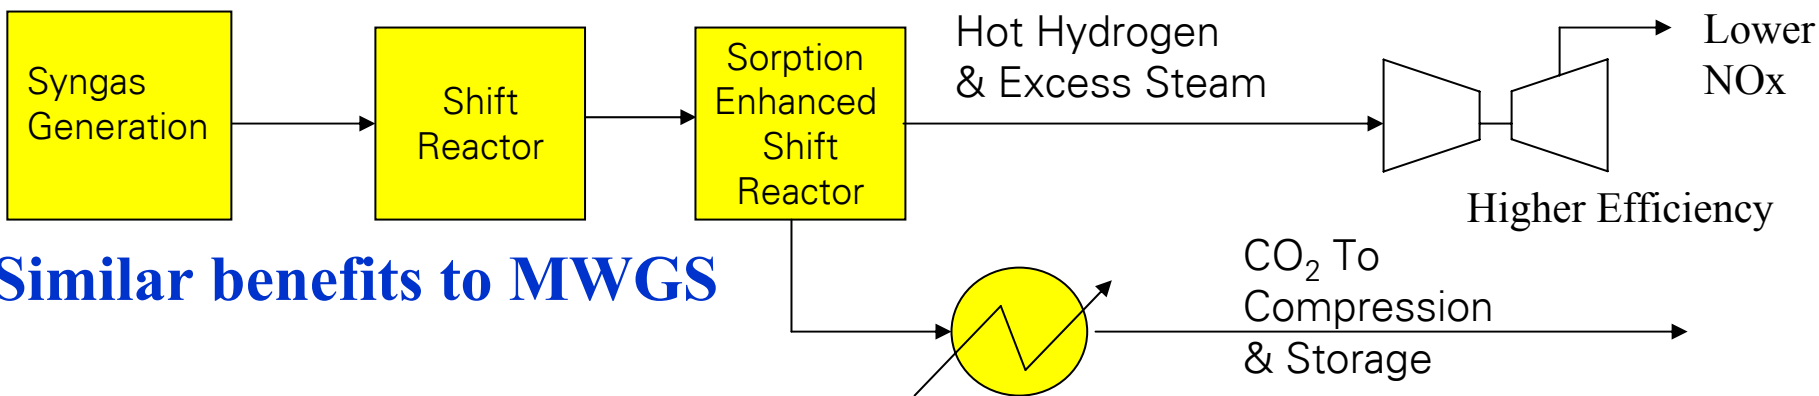 Syngas
Generation
Shift
Reactor
Sorption
Enhanced
Shift
Reactor
Hot Hydrogen
& Excess Steam
Lower
NOx
Higher Efficiency
Similar benefits to MWGS
CO₂ To
Compression
& Storage